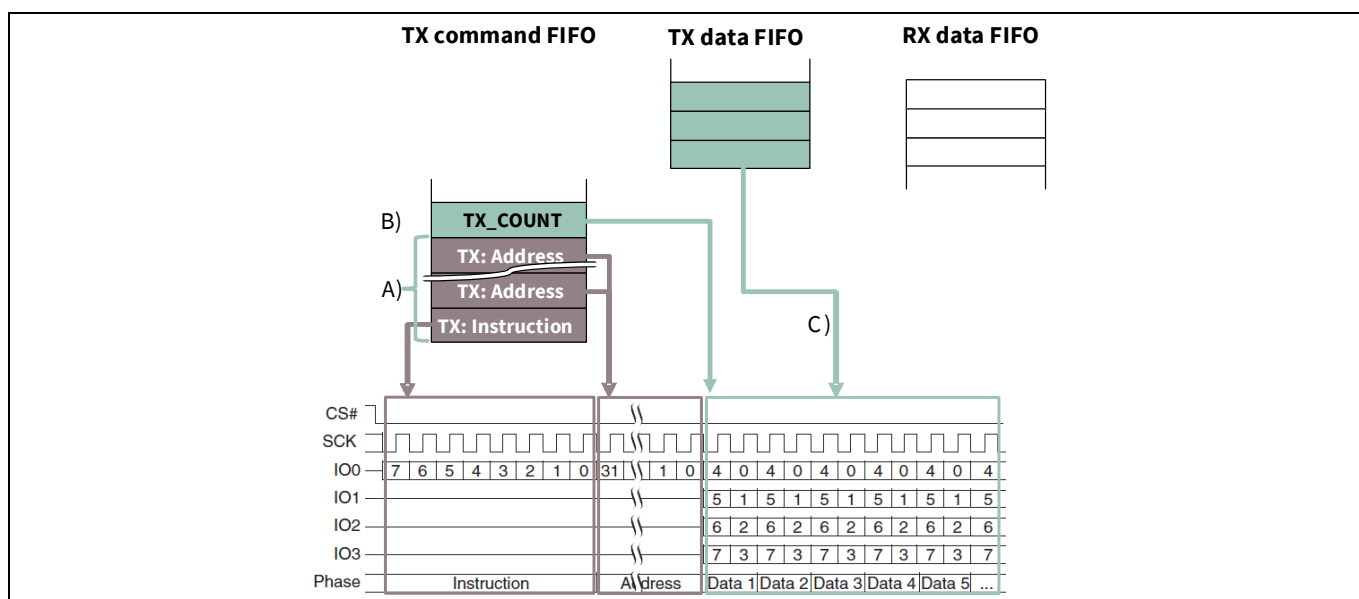 TX command FIFO TX data FIFO RX data FIFO
B) TX_COUNT
TX: Address
A) TX: Address
C)
TX: Instruction
CS#
SCK
IO0 7 6 5 4 3 2 1 0 31 1 0 4 0 4 0 4 0 4 0 4 0 4
IO1 5 1 5 1 5 1 5 1 5 1 5
IO2 6 2 6 2 6 2 6 2 6 2 6
IO3 7 3 7 3 7 3 7 3 7 3 7
Phase Instruction Address Data 1 Data 2 Data 3 Data 4 Data 5 ...